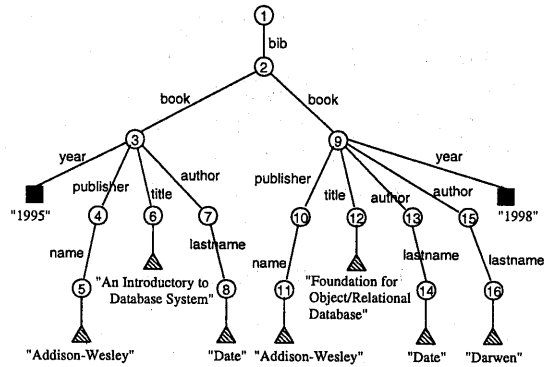 1
bib
2
book
book
3
9
year
publisher
title
author
publisher
title
author
author
year
"1995"
4
6
7
10
12
13
15
"1998"
name
lastname
name
lastname
lastname
"An Introductory to
Database System"
"Foundation for
Object/Relational
Database"
5
8
11
14
16
"Addison-Wesley"
"Date"
"Addison-Wesley"
"Date"
"Darwen"